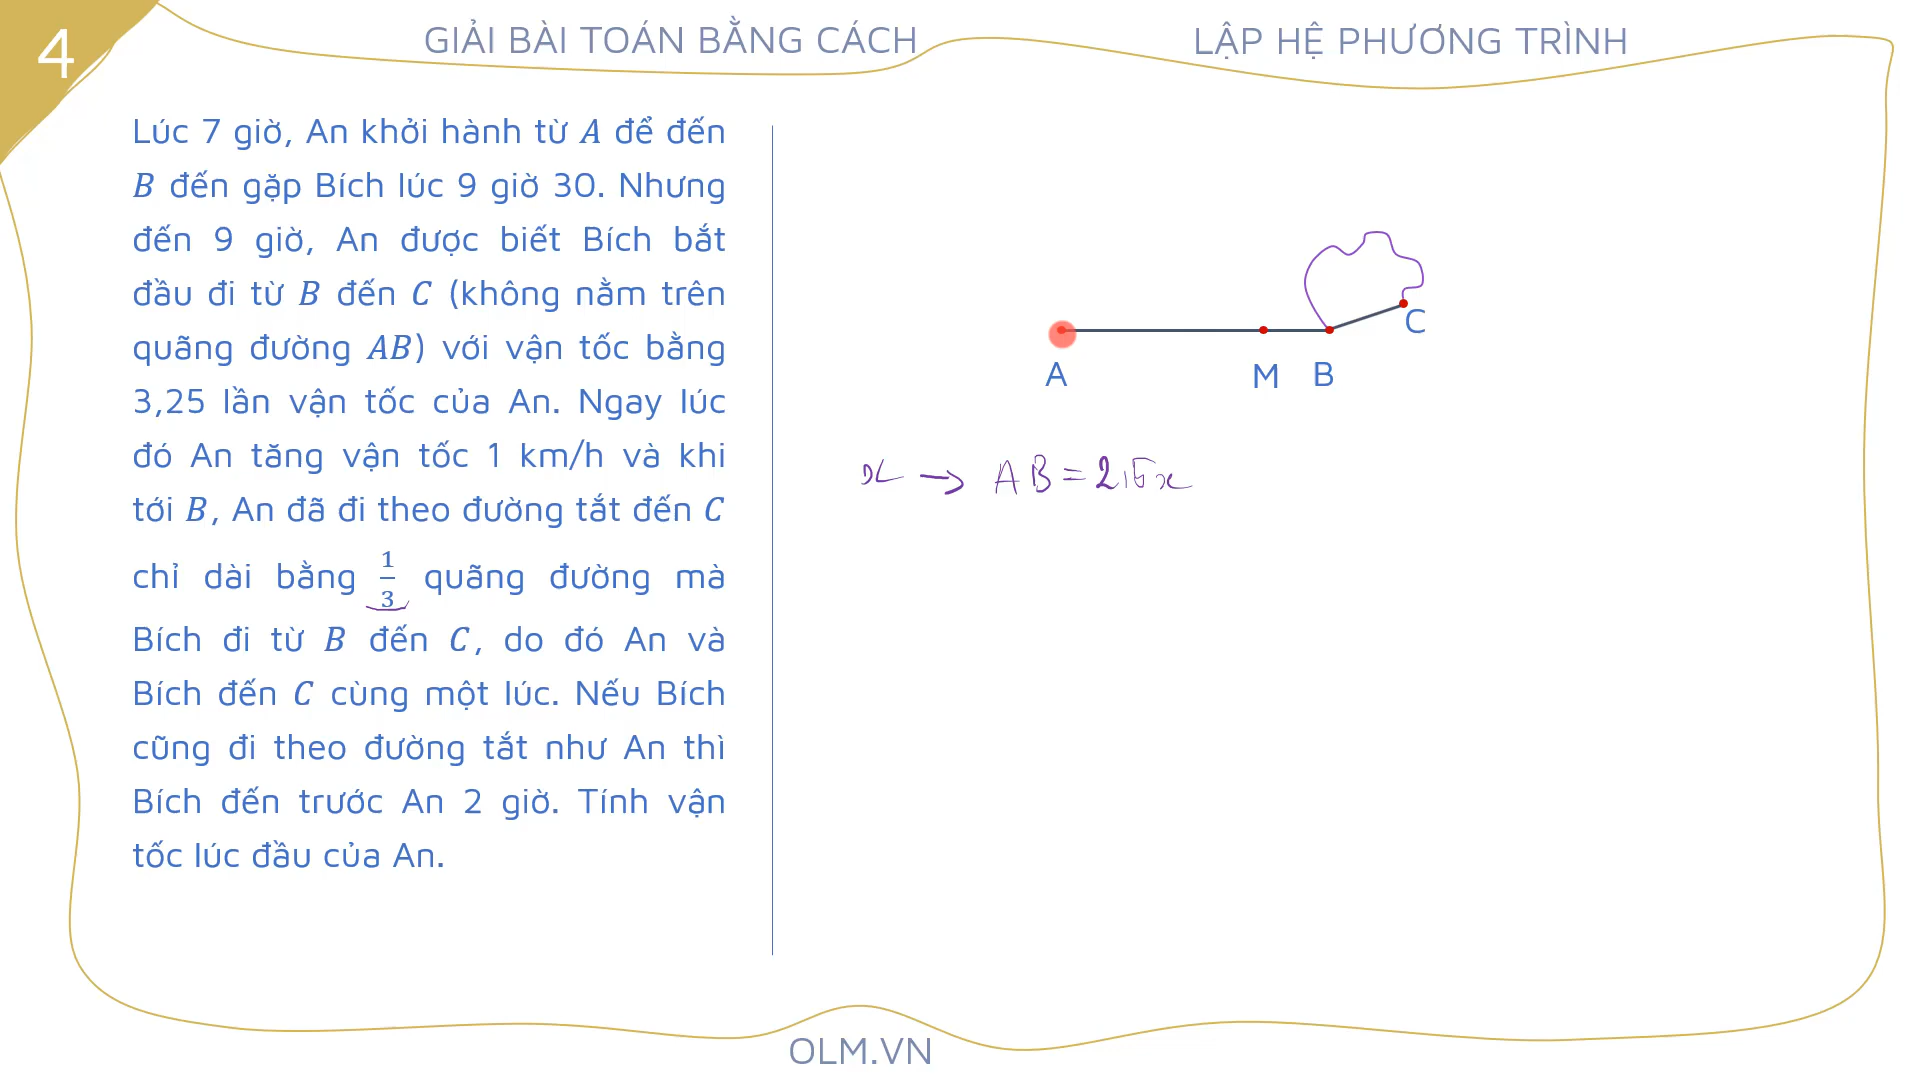 4
GIẢI BÀI TOÁN BẰNG CÁCH LẬP HỆ PHƯƠNG TRÌNH
Lúc 7 giờ, An khởi hành từ A để đến
B đến gặp Bích lúc 9 giờ 30. Nhưng
đến 9 giờ, An được biết Bích bắt
đầu đi từ B đến C (không nằm trên
quãng đường AB) với vận tốc bằng
3,25 lần vận tốc của An. Ngay lúc
đó An tăng vận tốc 1 km/h và khi
tới B, An đã đi theo đường tắt đến C
chỉ dài bằng 1/3 quãng đường mà
Bích đi từ B đến C, do đó An và
Bích đến C cùng một lúc. Nếu Bích
cũng đi theo đường tắt như An thì
Bích đến trước An 2 giờ. Tính vận
tốc lúc đầu của An.
C
A M B
x → AB = 2,5x
OLM.VN